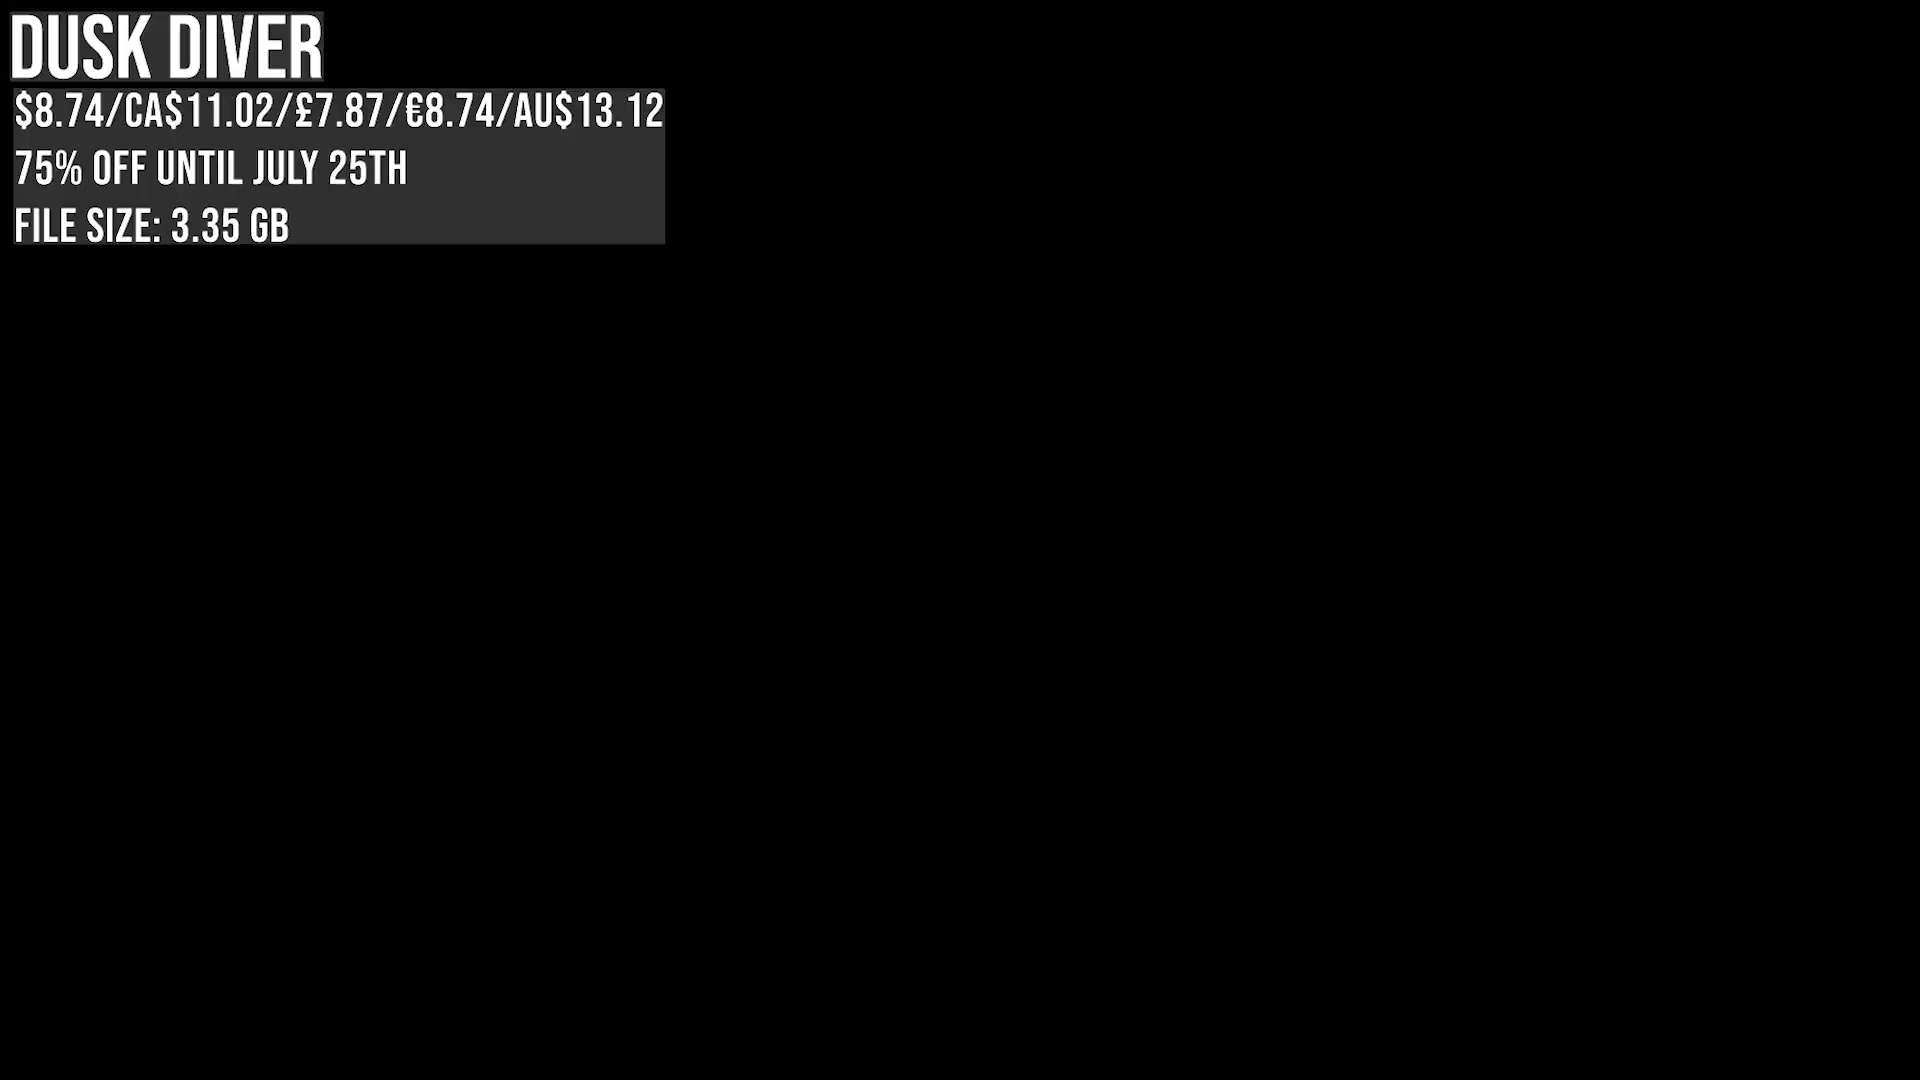 DUSK DIVER
$8.74/CA$11.02/£7.87/€8.74/AU$13.12
75% OFF UNTIL JULY 25TH
FILE SIZE: 3.35 GB